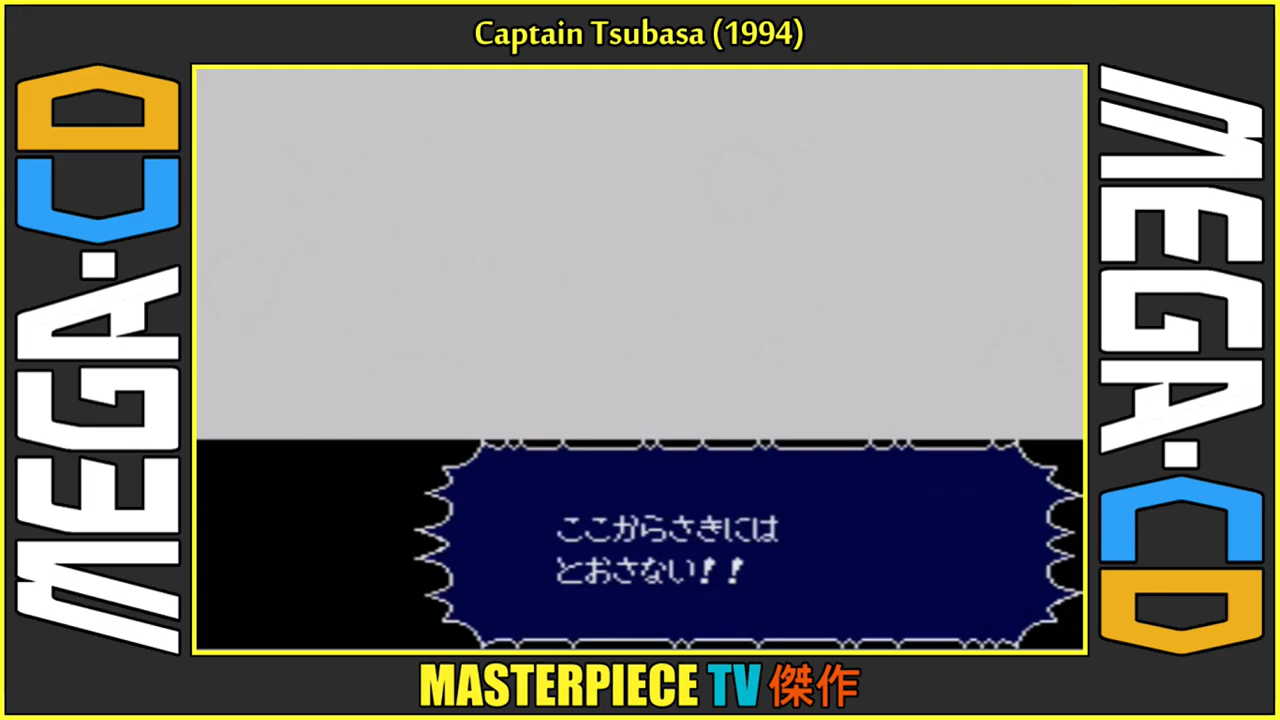 Captain Tsubasa (1994)
MEGA-CD
MEGA-CD
ここからさきには
とおさない！！
MASTERPIECE TV 傑作